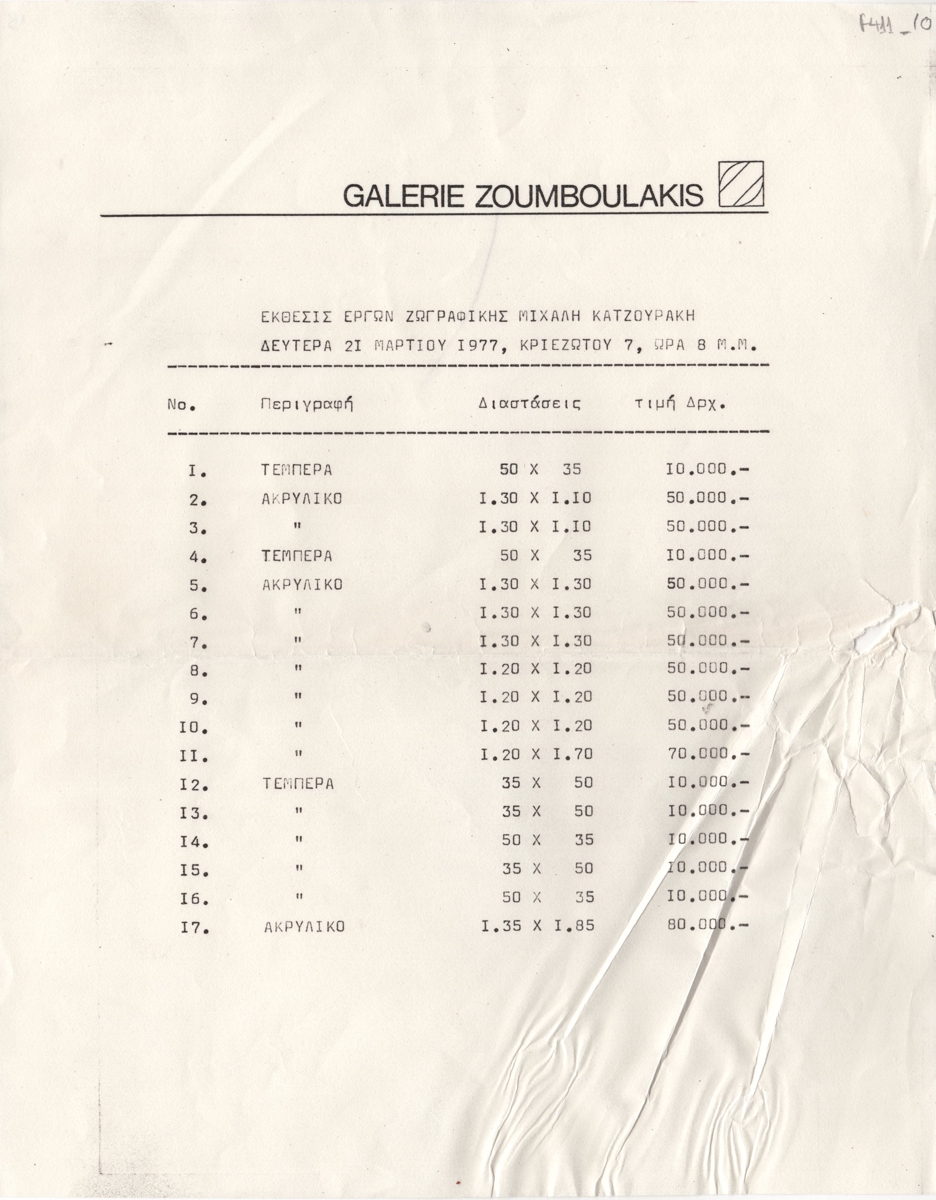 F411_10
GALERIE ZOUMBOULAKIS
ΕΚΘΕΣΙΣ ΕΡΓΩΝ ΖΩΓΡΑΦΙΚΗΣ ΜΙΧΑΛΗ ΚΑΤΖΟΥΡΑΚΗ
ΔΕΥΤΕΡΑ 2Ι ΜΑΡΤΙΟΥ Ι977, ΚΡΙΕΖΩΤΟΥ 7, ΩΡΑ 8 Μ.Μ.
Νο. Περιγραφή Διαστάσεις τιμή Δρχ.
Ι. ΤΕΜΠΕΡΑ 50 Χ 35 Ι0.000.-
2. ΑΚΡΥΛΙΚΟ Ι.30 Χ Ι.Ι0 50.000.-
3. " Ι.30 Χ Ι.Ι0 50.000.-
4. ΤΕΜΠΕΡΑ 50 Χ 35 Ι0.000.-
5. ΑΚΡΥΛΙΚΟ Ι.30 Χ Ι.30 50.000.-
6. " Ι.30 Χ Ι.30 50.000.-
7. " Ι.30 Χ Ι.30 50.000.-
8. " Ι.20 Χ Ι.20 50.000.-
9. " Ι.20 Χ Ι.20 50.000.-
Ι0. " Ι.20 Χ Ι.20 50.000.-
ΙΙ. " Ι.20 Χ Ι.70 70.000.-
Ι2. ΤΕΜΠΕΡΑ 35 Χ 50 Ι0.000.-
Ι3. " 35 Χ 50 Ι0.000.-
Ι4. " 50 Χ 35 Ι0.000.-
Ι5. " 35 Χ 50 Ι0.000.-
Ι6. " 50 Χ 35 Ι0.000.-
Ι7. ΑΚΡΥΛΙΚΟ Ι.35 Χ Ι.85 80.000.-